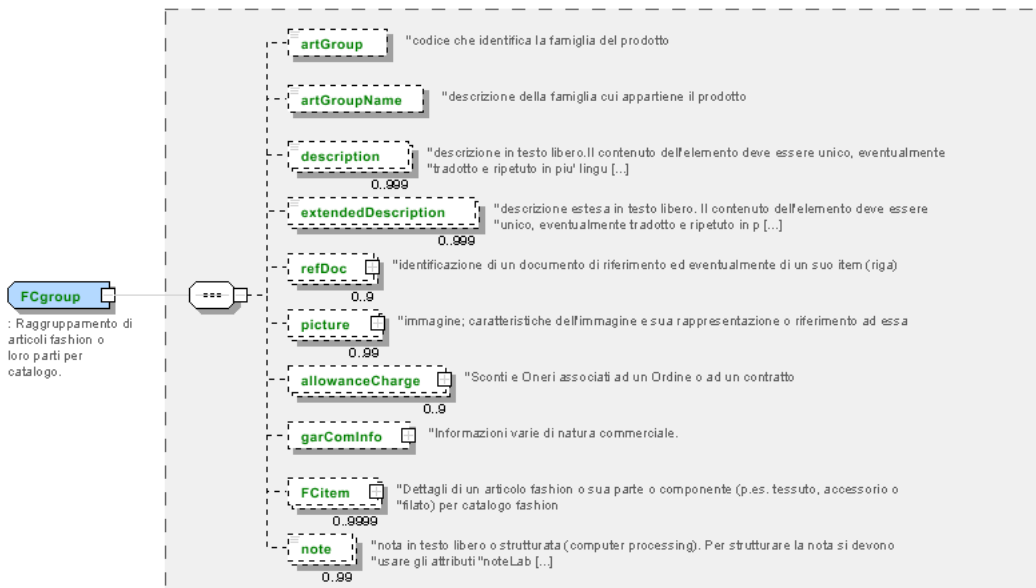 artGroup
"codice che identifica la famiglia del prodotto
artGroupName
"descrizione della famiglia cui appartiene il prodotto
description
"descrizione in testo libero.Il contenuto dell'elemento deve essere unico, eventualmente
"tradotto e ripetuto in piu' lingu [...]
0..999
extendedDescription
"descrizione estesa in testo libero. Il contenuto dell'elemento deve essere
"unico, eventualmente tradotto e ripetuto in p [...]
0..999
refDoc
"identificazione di un documento di riferimento ed eventualmente di un suo item (riga)
0..9
FCgroup
: Raggruppamento di
articoli fashion o
loro parti per
catalogo.
picture
"immagine; caratteristiche dell'immagine e sua rappresentazione o riferimento ad essa
0..99
allowanceCharge
"Sconti e Oneri associati ad un Ordine o ad un contratto
0..9
garComInfo
"Informazioni varie di natura commerciale.
FCitem
"Dettagli di un articolo fashion o sua parte o componente (p.es. tessuto, accessorio o
"filato) per catalogo fashion
0..9999
note
"nota in testo libero o strutturata (computer processing). Per strutturare la nota si devono
"usare gli attributi "noteLab [...]
0..99